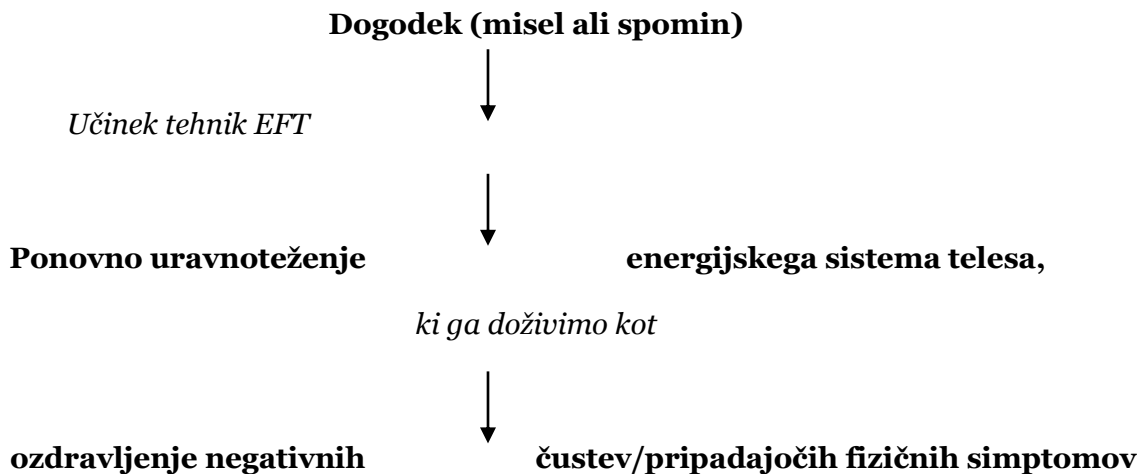 Dogodek (misel ali spomin)
Učinek tehnik EFT
Ponovno uravnoteženje energijskega sistema telesa,
ki ga doživimo kot
ozdravljenje negativnih čustev/pripadajočih fizičnih simptomov